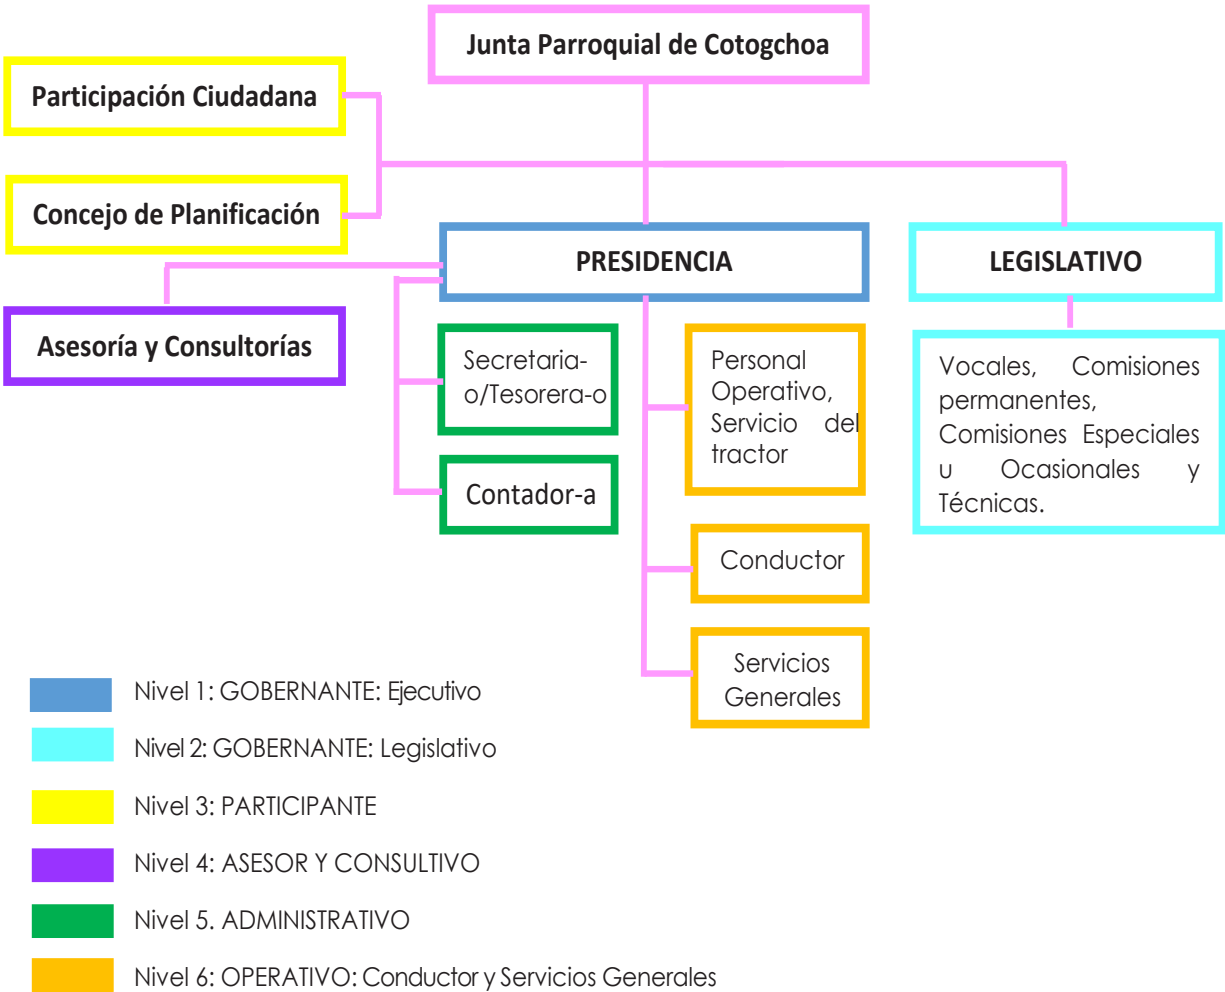 Junta Parroquial de Cotogchoa
Participación Ciudadana
Concejo de Planificación
PRESIDENCIA
LEGISLATIVO
Asesoría y Consultorías
Secretaria-
o/Tesorera-o
Contador-a
Personal
Operativo,
Servicio del
tractor
Conductor
Servicios
Generales
Vocales, Comisiones
permanentes,
Comisiones Especiales
u Ocasionales y
Técnicas.
Nivel 1: GOBERNANTE: Ejecutivo
Nivel 2: GOBERNANTE: Legislativo
Nivel 3: PARTICIPANTE
Nivel 4: ASESOR Y CONSULTIVO
Nivel 5. ADMINISTRATIVO
Nivel 6: OPERATIVO: Conductor y Servicios Generales